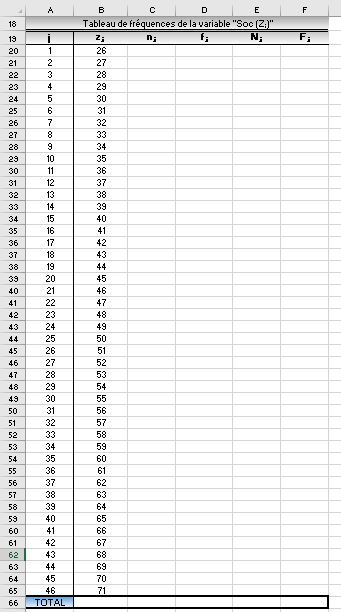 A B C D E F
18 Tableau de fréquences de la variable "Soc (Zⱼ)"
19 j zⱼ nⱼ fⱼ Nⱼ Fⱼ
20 1 26
21 2 27
22 3 28
23 4 29
24 5 30
25 6 31
26 7 32
27 8 33
28 9 34
29 10 35
30 11 36
31 12 37
32 13 38
33 14 39
34 15 40
35 16 41
36 17 42
37 18 43
38 19 44
39 20 45
40 21 46
41 22 47
42 23 48
43 24 49
44 25 50
45 26 51
46 27 52
47 28 53
48 29 54
49 30 55
50 31 56
51 32 57
52 33 58
53 34 59
54 35 60
55 36 61
56 37 62
57 38 63
58 39 64
59 40 65
60 41 66
61 42 67
62 43 68
63 44 69
64 45 70
65 46 71
66 TOTAL